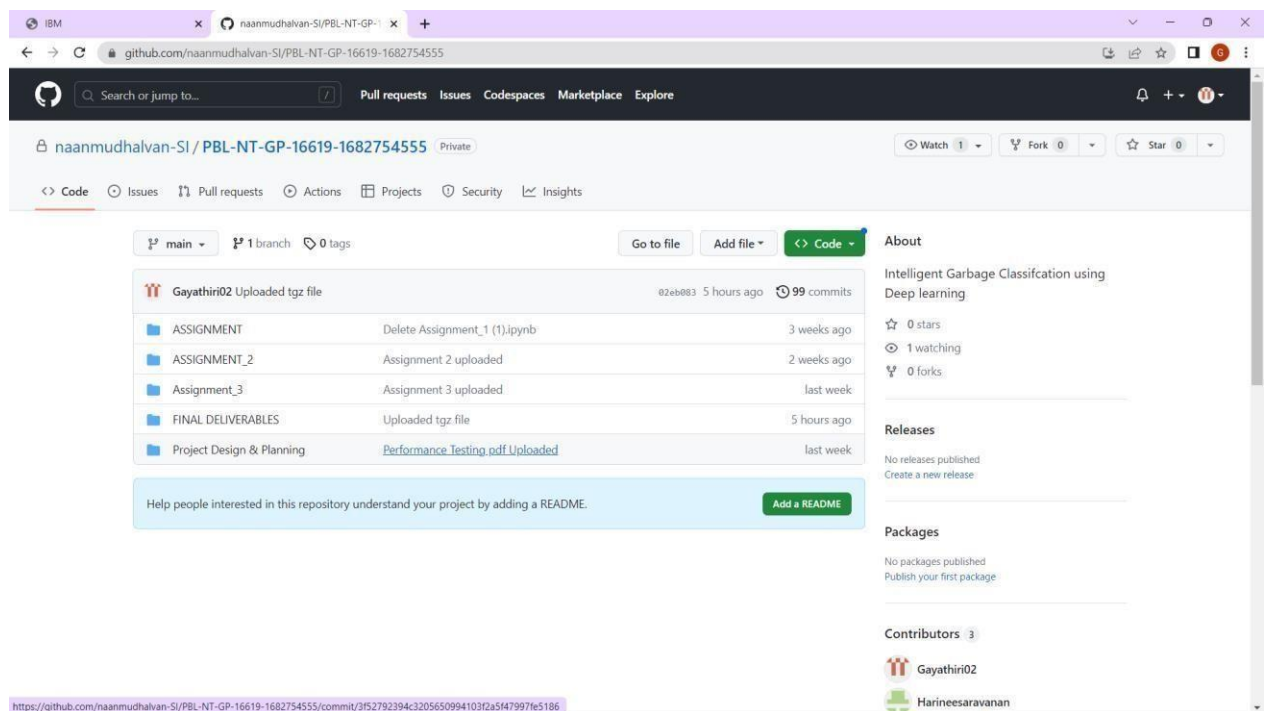 IBM
naanmudhalvan-SI/PBL-NT-GP-1
github.com/naanmudhalvan-SI/PBL-NT-GP-16619-1682754555
G
Search or jump to...
/
Pull requests Issues Codespaces Marketplace Explore
naanmudhalvan-SI / PBL-NT-GP-16619-1682754555 Private
Watch 1
Fork 0
Star 0
Code Issues Pull requests Actions Projects Security Insights
main 1 branch 0 tags
Go to file Add file Code
Gayathiri02 Uploaded tgz file 02eb083 5 hours ago 99 commits
ASSIGNMENT Delete Assignment_1 (1).ipynb 3 weeks ago
ASSIGNMENT_2 Assignment 2 uploaded 2 weeks ago
Assignment_3 Assignment 3 uploaded last week
FINAL DELIVERABLES Uploaded tgz file 5 hours ago
Project Design & Planning Performance Testing pdf Uploaded last week
Help people interested in this repository understand your project by adding a README. Add a README
About
Intelligent Garbage Classifcation using
Deep learning
0 stars
1 watching
0 forks
Releases
No releases published
Create a new release
Packages
No packages published
Publish your first package
Contributors 3
Gayathiri02
Harineesaravanan
https://github.com/naanmudhalvan-SI/PBL-NT-GP-16619-1682754555/commit/3f52792394c3205650994103f2a5f47997fe5186